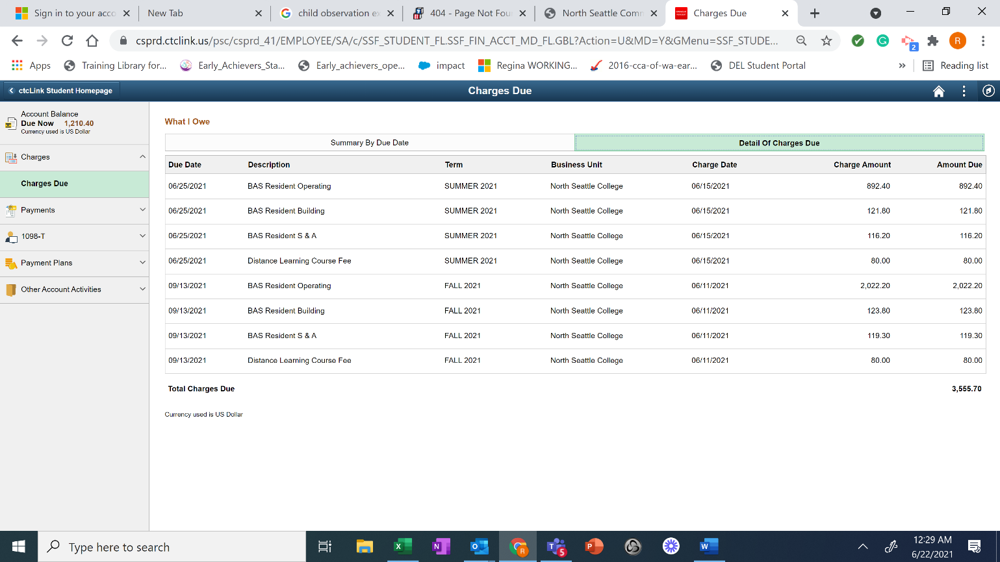 Sign in to your acco
New Tab
child observation ex
404 - Page Not Fou
North Seattle Comm
Charges Due
csprd.ctclink.us/psc/csprd_41/EMPLOYEE/SA/c/SSF_STUDENT_FL.SSF_FIN_ACCT_MD_FL.GBL?Action=U&MD=Y&GMenu=SSF_STUDE...
2
R
Apps
Training Library for...
Early_Achievers_Sta...
Early_achievers_ope...
impact
Regina WORKING...
2016-cca-of-wa-ear...
DEL Student Portal
»
Reading list
ctcLink Student Homepage
Charges Due
Account Balance
Due Now 1,210.40
Currency used is US Dollar
Charges
Charges Due
Payments
1098-T
Payment Plans
Other Account Activities
What I Owe
Summary By Due Date
Detail Of Charges Due
Due Date Description Term Business Unit Charge Date Charge Amount Amount Due
06/25/2021 BAS Resident Operating SUMMER 2021 North Seattle College 06/15/2021 892.40 892.40
06/25/2021 BAS Resident Building SUMMER 2021 North Seattle College 06/15/2021 121.80 121.80
06/25/2021 BAS Resident S & A SUMMER 2021 North Seattle College 06/15/2021 116.20 116.20
06/25/2021 Distance Learning Course Fee SUMMER 2021 North Seattle College 06/15/2021 80.00 80.00
09/13/2021 BAS Resident Operating FALL 2021 North Seattle College 06/11/2021 2,022.20 2,022.20
09/13/2021 BAS Resident Building FALL 2021 North Seattle College 06/11/2021 123.80 123.80
09/13/2021 BAS Resident S & A FALL 2021 North Seattle College 06/11/2021 119.30 119.30
09/13/2021 Distance Learning Course Fee FALL 2021 North Seattle College 06/11/2021 80.00 80.00
Total Charges Due 3,555.70
Currency used is US Dollar
Type here to search
12:29 AM
6/22/2021